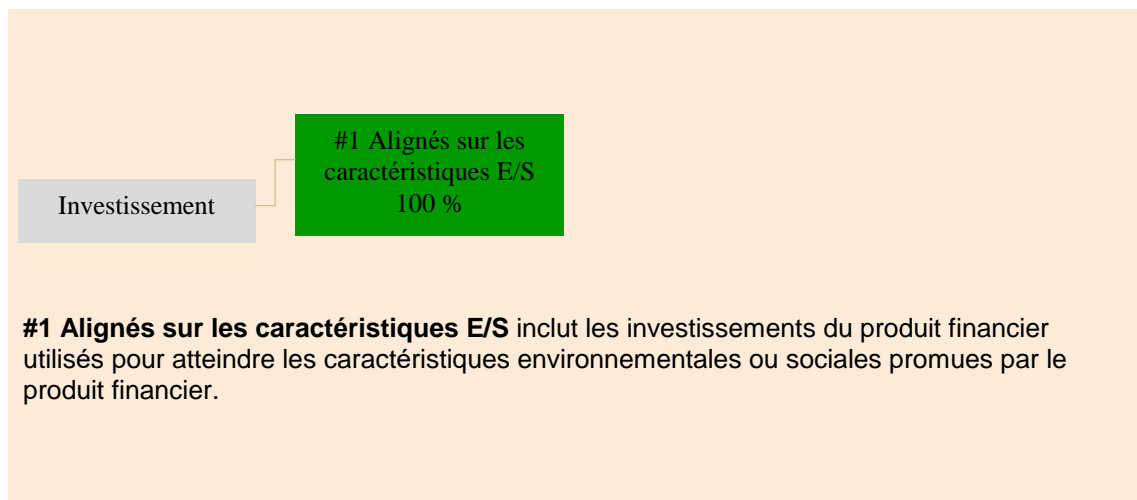 #1 Alignés sur les
caractéristiques E/S
100 %
Investissement
#1 Alignés sur les caractéristiques E/S inclut les investissements du produit financier
utilisés pour atteindre les caractéristiques environnementales ou sociales promues par le
produit financier.